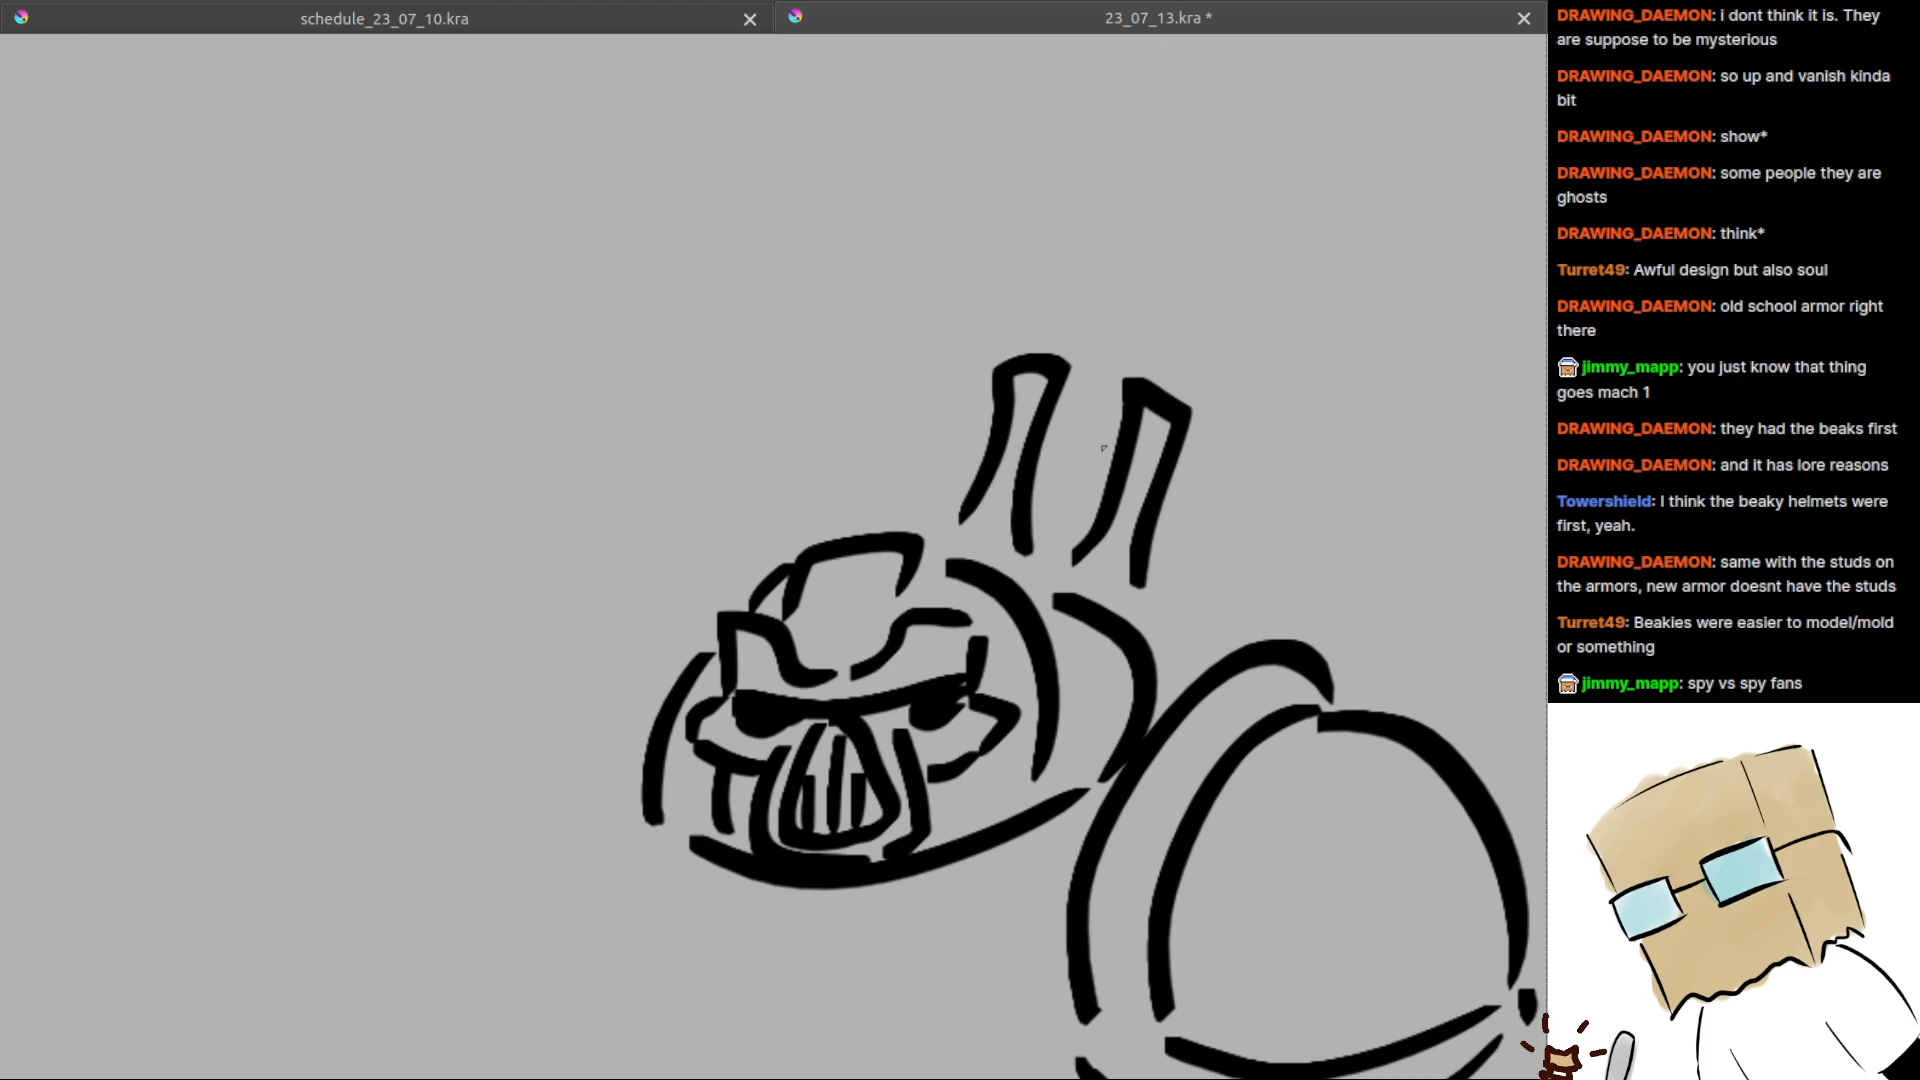 schedule_23_07_10.kra
23_07_13.kra *
DRAWING_DAEMON: i dont think it is. They
are suppose to be mysterious
DRAWING_DAEMON: so up and vanish kinda
bit
DRAWING_DAEMON: show*
DRAWING_DAEMON: some people they are
ghosts
DRAWING_DAEMON: think*
Turret49: Awful design but also soul
DRAWING_DAEMON: old school armor right
there
jimmy_mapp: you just know that thing
goes mach 1
DRAWING_DAEMON: they had the beaks first
DRAWING_DAEMON: and it has lore reasons
Towershield: I think the beaky helmets were
first, yeah.
DRAWING_DAEMON: same with the studs on
the armors, new armor doesnt have the studs
Turret49: Beakies were easier to model/mold
or something
jimmy_mapp: spy vs spy fans